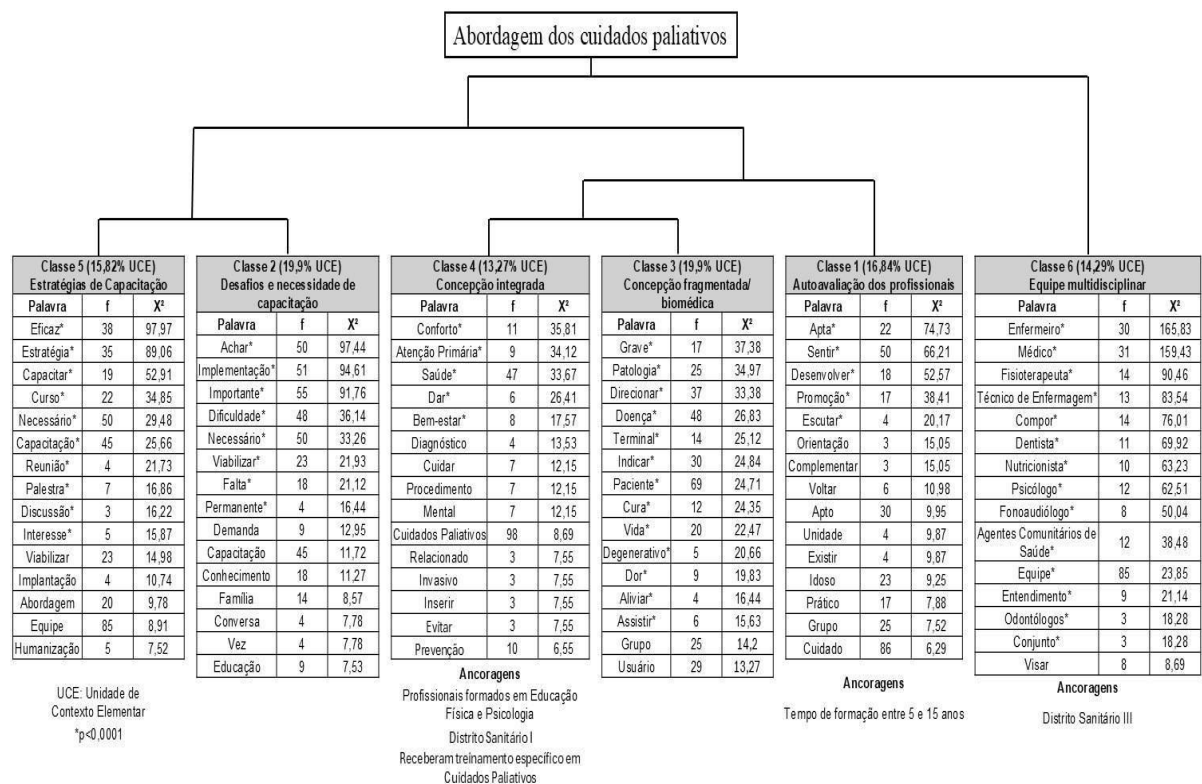 Abordagem dos cuidados paliativos
Classe 5 (15,82% UCE)
Estratégias de Capacitação
Palavra f X²
Eficaz* 38 97,97
Estratégia* 35 89,06
Capacitar* 19 52,91
Curso* 22 34,85
Necessário* 50 29,48
Capacitação* 45 25,66
Reunião* 4 21,73
Palestra* 7 16,86
Discussão* 3 16,22
Interesse* 5 15,87
Viabilizar 23 14,98
Implantação 4 10,74
Abordagem 20 9,78
Equipe 85 8,91
Humanização 5 7,52
UCE: Unidade de
Contexto Elementar
*p<0,0001
Classe 2 (19,9% UCE)
Desafios e necessidade de
capacitação
Palavra f X²
Achar* 50 97,44
Implementação* 51 94,61
Importante* 55 91,76
Dificuldade* 48 36,14
Necessário* 50 33,26
Viabilizar* 23 21,93
Falta* 18 21,12
Permanente* 4 16,44
Demanda 9 12,95
Capacitação 45 11,72
Conhecimento 18 11,27
Família 14 8,57
Conversa 4 7,78
Vez 4 7,78
Educação 9 7,53
Classe 4 (13,27% UCE)
Concepção integrada
Palavra f X²
Conforto* 11 35,81
Atenção Primária* 9 34,12
Saúde* 47 33,67
Dar* 6 26,41
Bem-estar* 8 17,57
Diagnóstico 4 13,53
Cuidar 7 12,15
Procedimento 7 12,15
Mental 7 12,15
Cuidados Paliativos 98 8,69
Relacionado 3 7,55
Invasivo 3 7,55
Inserir 3 7,55
Evitar 3 7,55
Prevenção 10 6,55
Ancoragens
Profissionais formados em Educação
Física e Psicologia
Distrito Sanitário I
Receberam treinamento específico em
Cuidados Paliativos
Classe 3 (19,9% UCE)
Concepção fragmentada/
biomédica
Palavra f X²
Grave* 17 37,38
Patologia* 25 34,97
Direcionar* 37 33,38
Doença* 48 26,83
Terminal* 14 25,12
Indicar* 30 24,84
Paciente* 69 24,71
Cura* 12 24,35
Vida* 20 22,47
Degenerativo* 5 20,66
Dor* 9 19,83
Aliviar* 4 16,44
Assistir* 6 15,63
Grupo 25 14,2
Usuário 29 13,27
Classe 1 (16,84% UCE)
Autoavaliação dos profissionais
Palavra f X²
Apta* 22 74,73
Sentir* 50 66,21
Desenvolver* 18 52,57
Promoção* 17 38,41
Escutar* 4 20,17
Orientação 3 15,05
Complementar 3 15,05
Voltar 6 10,98
Apto 30 9,95
Unidade 4 9,87
Existir 4 9,87
Idoso 23 9,25
Prático 17 7,88
Grupo 25 7,52
Cuidado 86 6,29
Ancoragens
Tempo de formação entre 5 e 15 anos
Classe 6 (14,29% UCE)
Equipe multidisciplinar
Palavra f X²
Enfermeiro* 30 165,83
Médico* 31 159,43
Fisioterapeuta* 14 90,46
Técnico de Enfermagem* 13 83,54
Compor* 14 76,01
Dentista* 11 69,92
Nutricionista* 10 63,23
Psicólogo* 12 62,51
Fonoaudiólogo* 8 50,04
Agentes Comunitários de
Saúde* 12 38,48
Equipe* 85 23,85
Entendimento* 9 21,14
Odontólogos* 3 18,28
Conjunto* 3 18,28
Visar 8 8,69
Ancoragens
Distrito Sanitário III